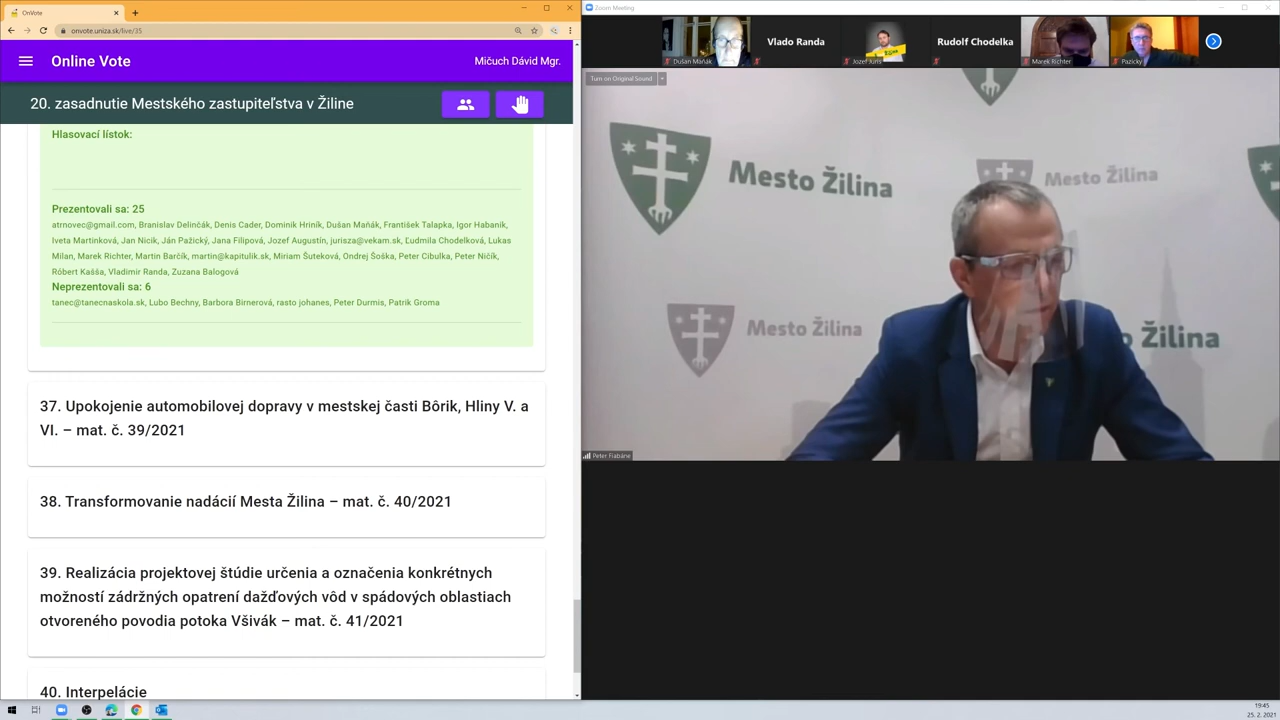 OnVote
onvote.uniza.sk/live/35
Online Vote
Mičuch Dávid Mgr.
20. zasadnutie Mestského zastupiteľstva v Žiline
Hlasovací lístok:
Prezentovali sa: 25
atrnovec@gmail.com, Branislav Delinčák, Denis Cader, Dominik Hriník, Dušan Maňák, František Talapka, Igor Habanik,
Iveta Martinková, Jan Nicik, Ján Pažický, Jana Filipová, Jozef Augustín, jurisza@vekam.sk, Ľudmila Chodelková, Lukas
Milan, Marek Richter, Martin Barčík, martin@kapitulik.sk, Miriam Šuteková, Ondrej Šoška, Peter Cibulka, Peter Ničík,
Róbert Kašša, Vladimir Randa, Zuzana Balogová
Neprezentovali sa: 6
tanec@tanecnaskola.sk, Lubo Bechny, Barbora Birnerová, rasto johanes, Peter Durmis, Patrik Groma
37. Upokojenie automobilovej dopravy v mestskej časti Bôrik, Hliny V. a
VI. – mat. č. 39/2021
38. Transformovanie nadácií Mesta Žilina – mat. č. 40/2021
39. Realizácia projektovej štúdie určenia a označenia konkrétnych
možností zádržných opatrení dažďových vôd v spádových oblastiach
otvoreného povodia potoka Všivák – mat. č. 41/2021
40. Interpelácie
Zoom Meeting
Dušan Maňák
Vlado Randa
Jozef Juriš
Rudolf Chodelka
Marek Richter
Pažický
Turn on Original Sound
Mesto Žilina
Mesto Žilina
Mesto Žilina
o Žilina
Peter Fiabáne
19:45
25. 2. 2021